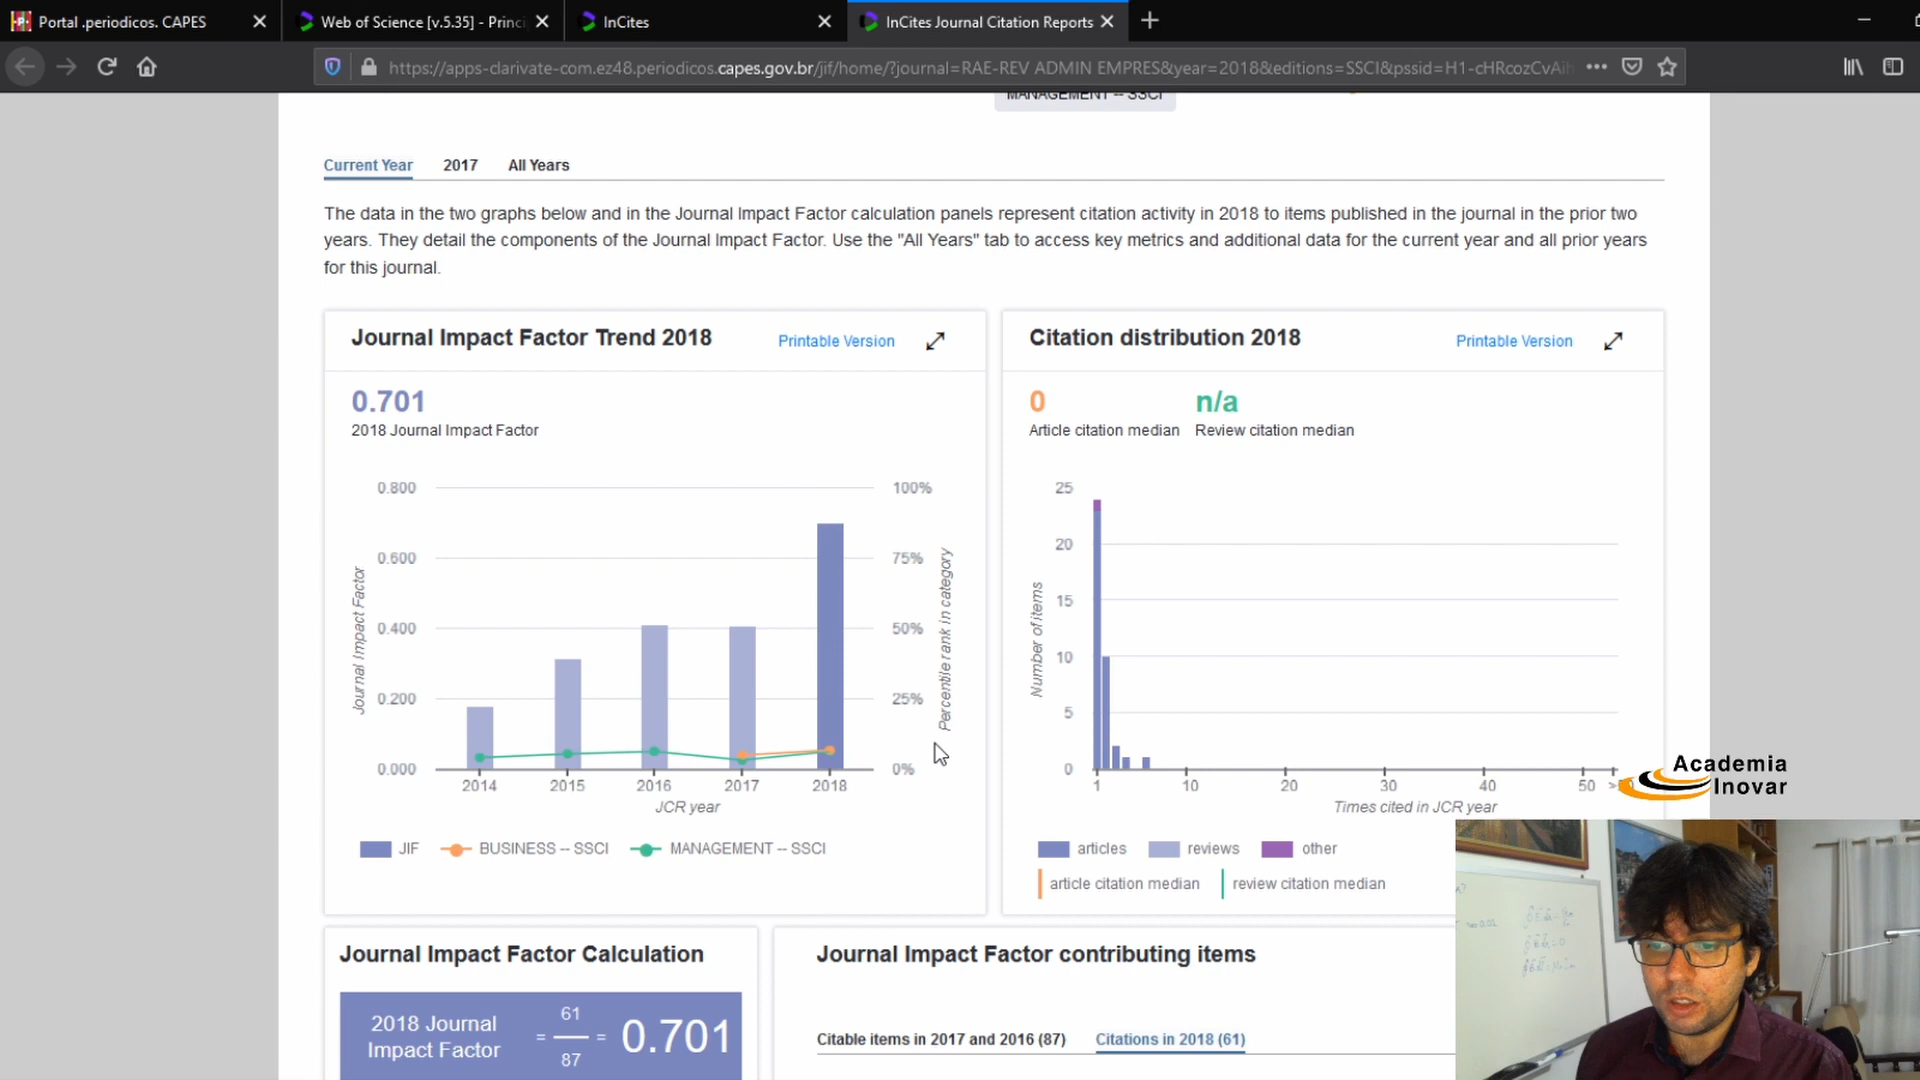 Portal .periodicos. CAPES
Web of Science [v.5.35] - Princi
InCites
InCites Journal Citation Reports
https://apps-clarivate-com.ez48.periodicos.capes.gov.br/jif/home/?journal=RAE-REV ADMIN EMPRES&year=2018&editions=SSCI&pssid=H1-cHRcozCvAih
MANAGEMENT -- SSCI
Current Year 2017 All Years
The data in the two graphs below and in the Journal Impact Factor calculation panels represent citation activity in 2018 to items published in the journal in the prior two
years. They detail the components of the Journal Impact Factor. Use the "All Years" tab to access key metrics and additional data for the current year and all prior years
for this journal.
Journal Impact Factor Trend 2018
Printable Version
0.701
2018 Journal Impact Factor
0.800
0.600
0.400
0.200
0.000
Journal Impact Factor
100%
75%
50%
25%
0%
Percentile rank in category
2014 2015 2016 2017 2018
JCR year
JIF BUSINESS -- SSCI MANAGEMENT -- SSCI
Citation distribution 2018
Printable Version
0 n/a
Article citation median Review citation median
25
20
15
10
5
0
Number of items
1 10 20 30 40 50 >
Times cited in JCR year
articles reviews other
article citation median review citation median
Academia
Inovar
Journal Impact Factor Calculation
2018 Journal
Impact Factor
= 61
87 = 0.701
Journal Impact Factor contributing items
Citable items in 2017 and 2016 (87) Citations in 2018 (61)